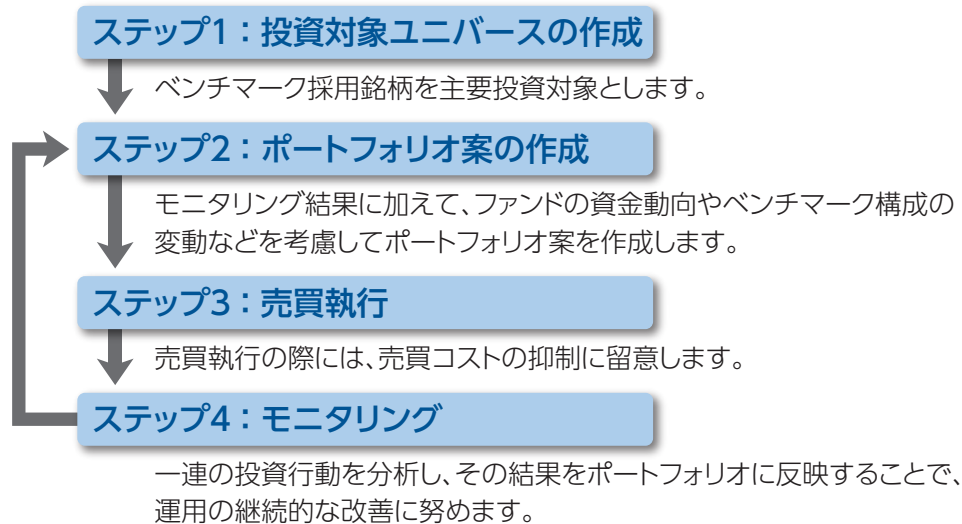 ステップ1：投資対象ユニバースの作成
ベンチマーク採用銘柄を主要投資対象とします。
ステップ2：ポートフォリオ案の作成
モニタリング結果に加えて、ファンドの資金動向やベンチマーク構成の
変動などを考慮してポートフォリオ案を作成します。
ステップ3：売買執行
売買執行の際には、売買コストの抑制に留意します。
ステップ4：モニタリング
一連の投資行動を分析し、その結果をポートフォリオに反映することで、
運用の継続的な改善に努めます。